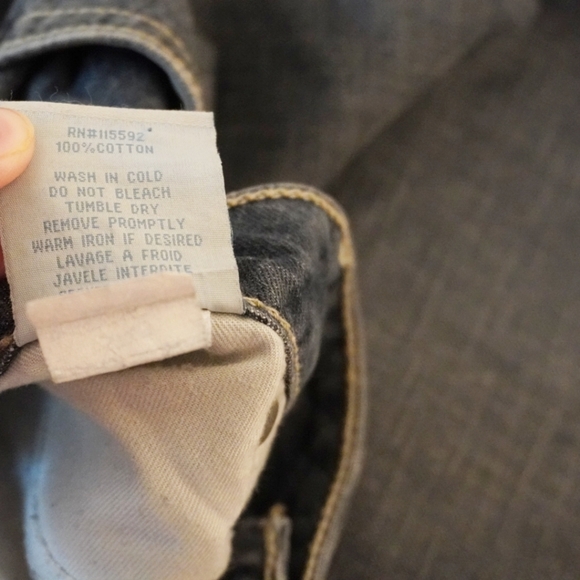 RN#115592
100%COTTON
WASH IN COLD
DO NOT BLEACH
TUMBLE DRY
REMOVE PROMPTLY
WARM IRON IF DESIRED
LAVAGE A FROID
JAVELE INTERDITE